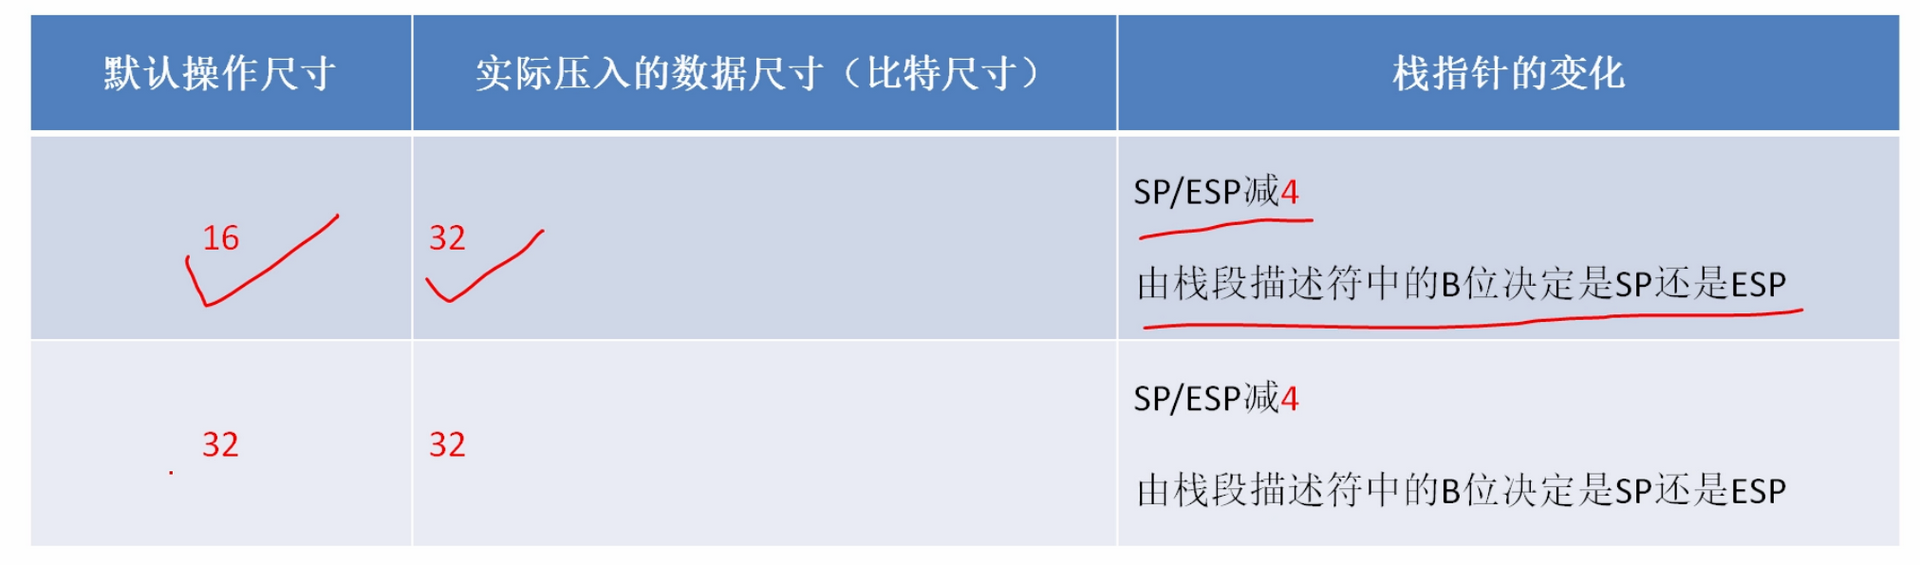 默认操作尺寸
实际压入的数据尺寸（比特尺寸）
栈指针的变化
16
32
SP/ESP减4
由栈段描述符中的B位决定是SP还是ESP
32
32
SP/ESP减4
由栈段描述符中的B位决定是SP还是ESP